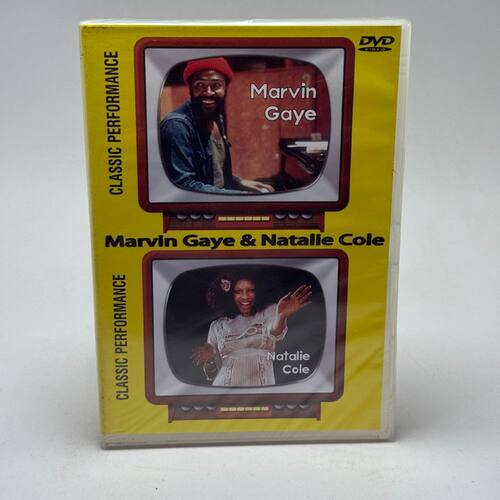 DVD
VIDEO
CLASSIC PERFORMANCE
Marvin
Gaye
Marvin Gaye & Natalie Cole
CLASSIC PERFORMANCE
Natalie
Cole